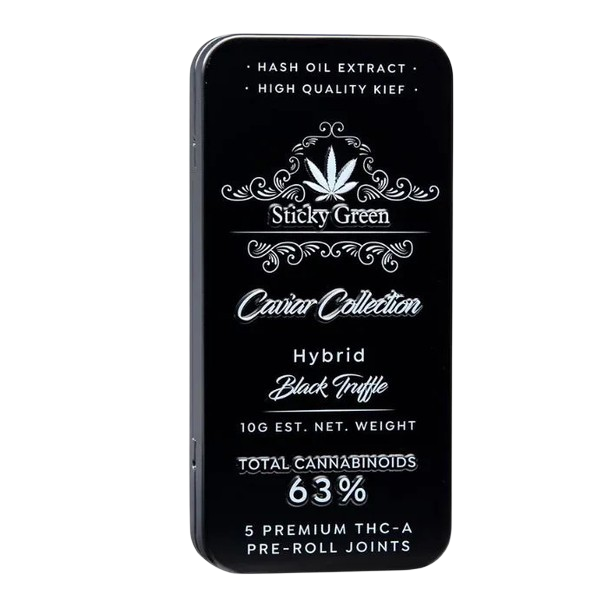 · HASH OIL EXTRACT ·
· HIGH QUALITY KIEF ·
Sticky Green
Caviar Collection
Hybrid
Black Truffle
10G EST. NET. WEIGHT
TOTAL CANNABINOIDS
63%
5 PREMIUM THC-A
PRE-ROLL JOINTS